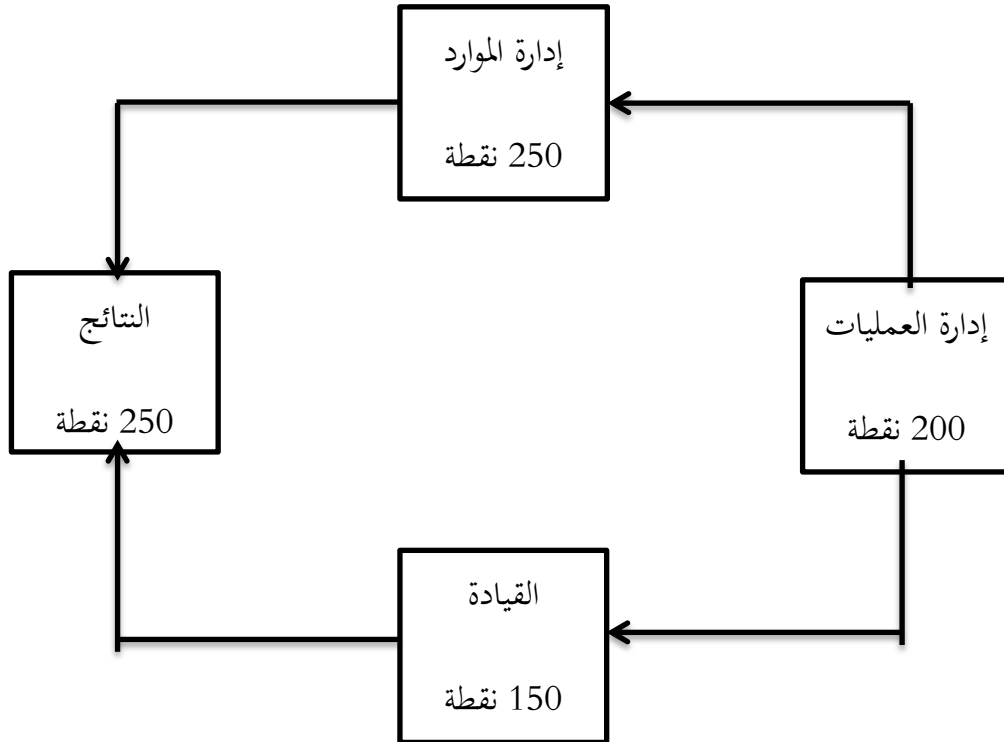 إدارة الموارد
250 نقطة
إدارة العمليات
200 نقطة
النتائج
250 نقطة
القيادة
150 نقطة